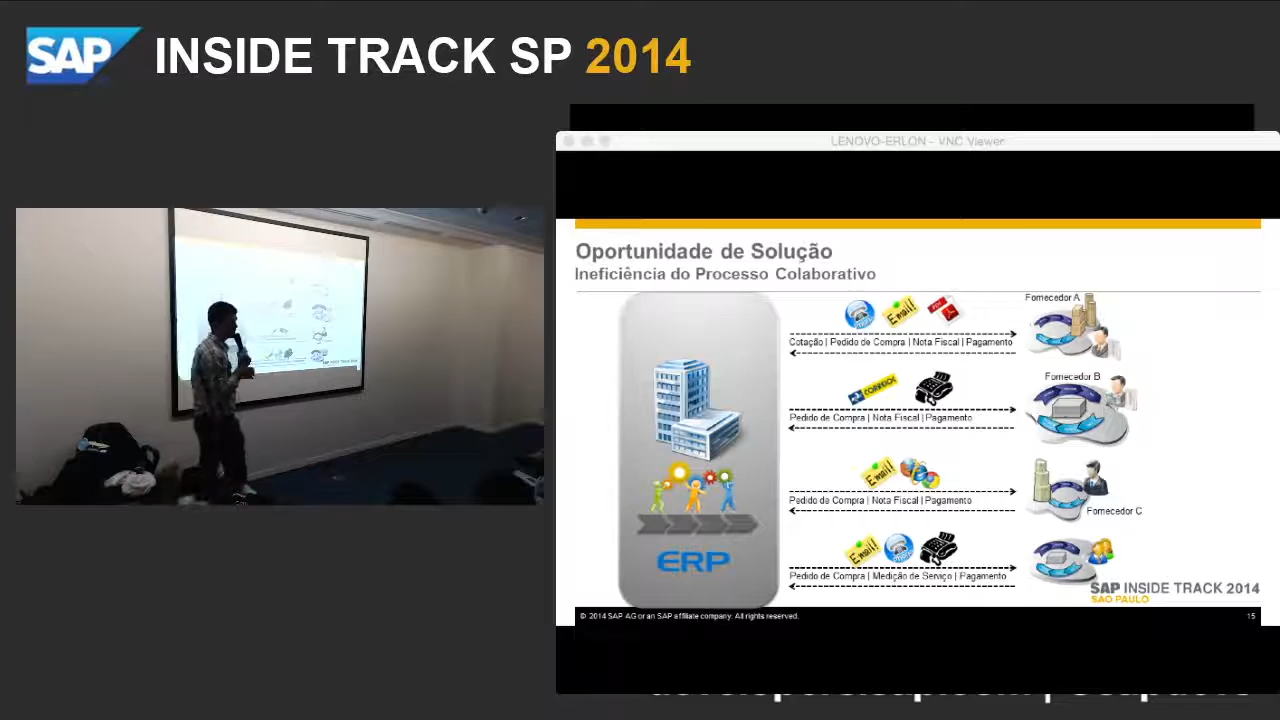 SAP INSIDE TRACK SP 2014
LENOVO-ERLON - VNC Viewer
Oportunidade de Solução
Ineficiência do Processo Colaborativo
Fornecedor A
Email!
Cotação | Pedido de Compra | Nota Fiscal | Pagamento
Fornecedor B
CORREIOS
Pedido de Compra | Nota Fiscal | Pagamento
Email!
Pedido de Compra | Nota Fiscal | Pagamento
Fornecedor C
Email!
ERP
Pedido de Compra | Medição de Serviço | Pagamento
SAP INSIDE TRACK 2014
SAO PAULO
© 2014 SAP AG or an SAP affiliate company. All rights reserved.
15